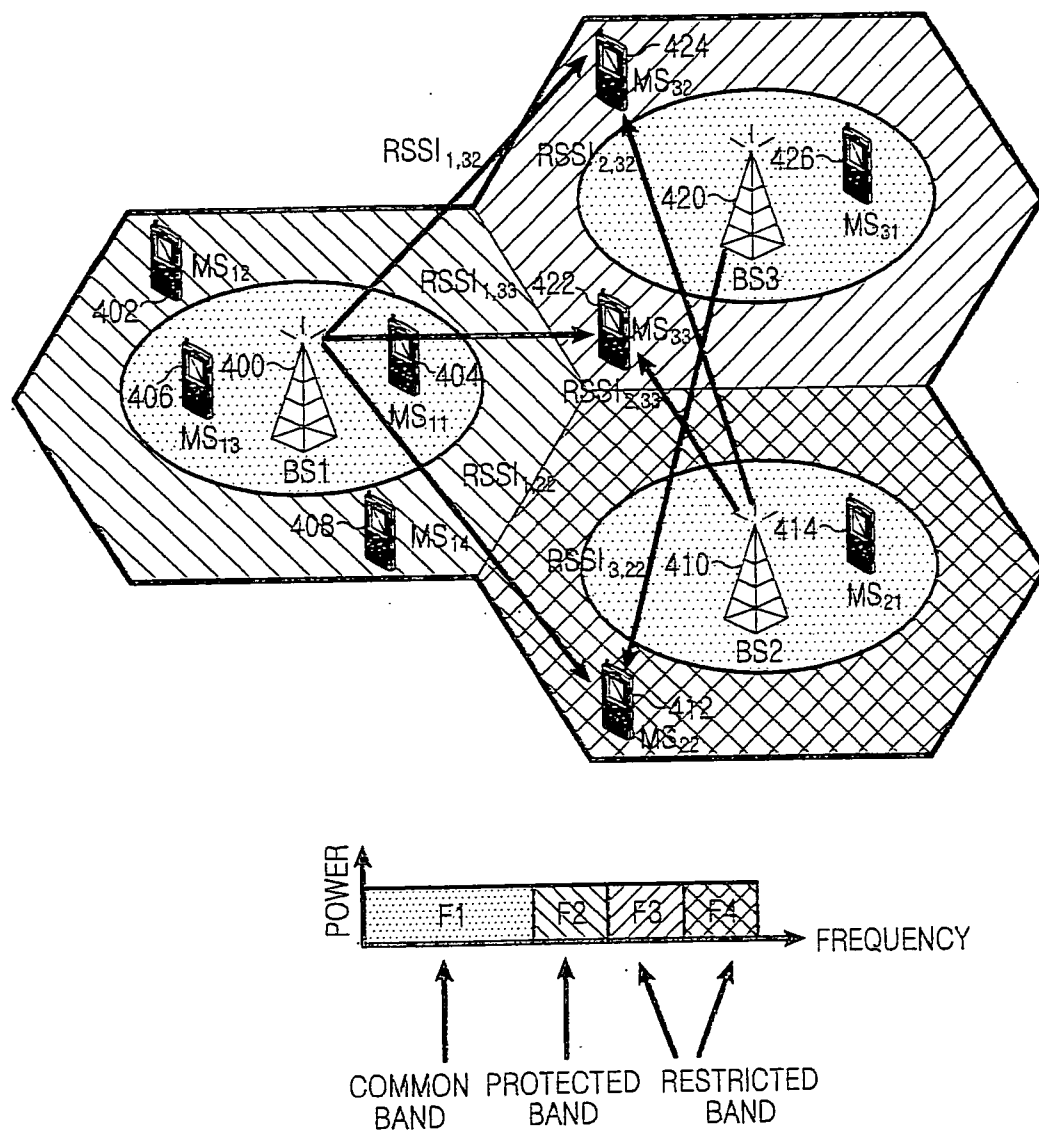 424
MS32
RSSI1,32
RSSI2,32
426
420
MS31
MS12
BS3
RSSI1,33
422
402
MS33
400
404
406
RSSI2,33
MS11
MS13
BS1
RSSI1,22
408
MS14
414
410
RSSI3,22
MS21
BS2
412
MS22
POWER
F1
F2
F3
F4
FREQUENCY
COMMON
BAND
PROTECTED
BAND
RESTRICTED
BAND